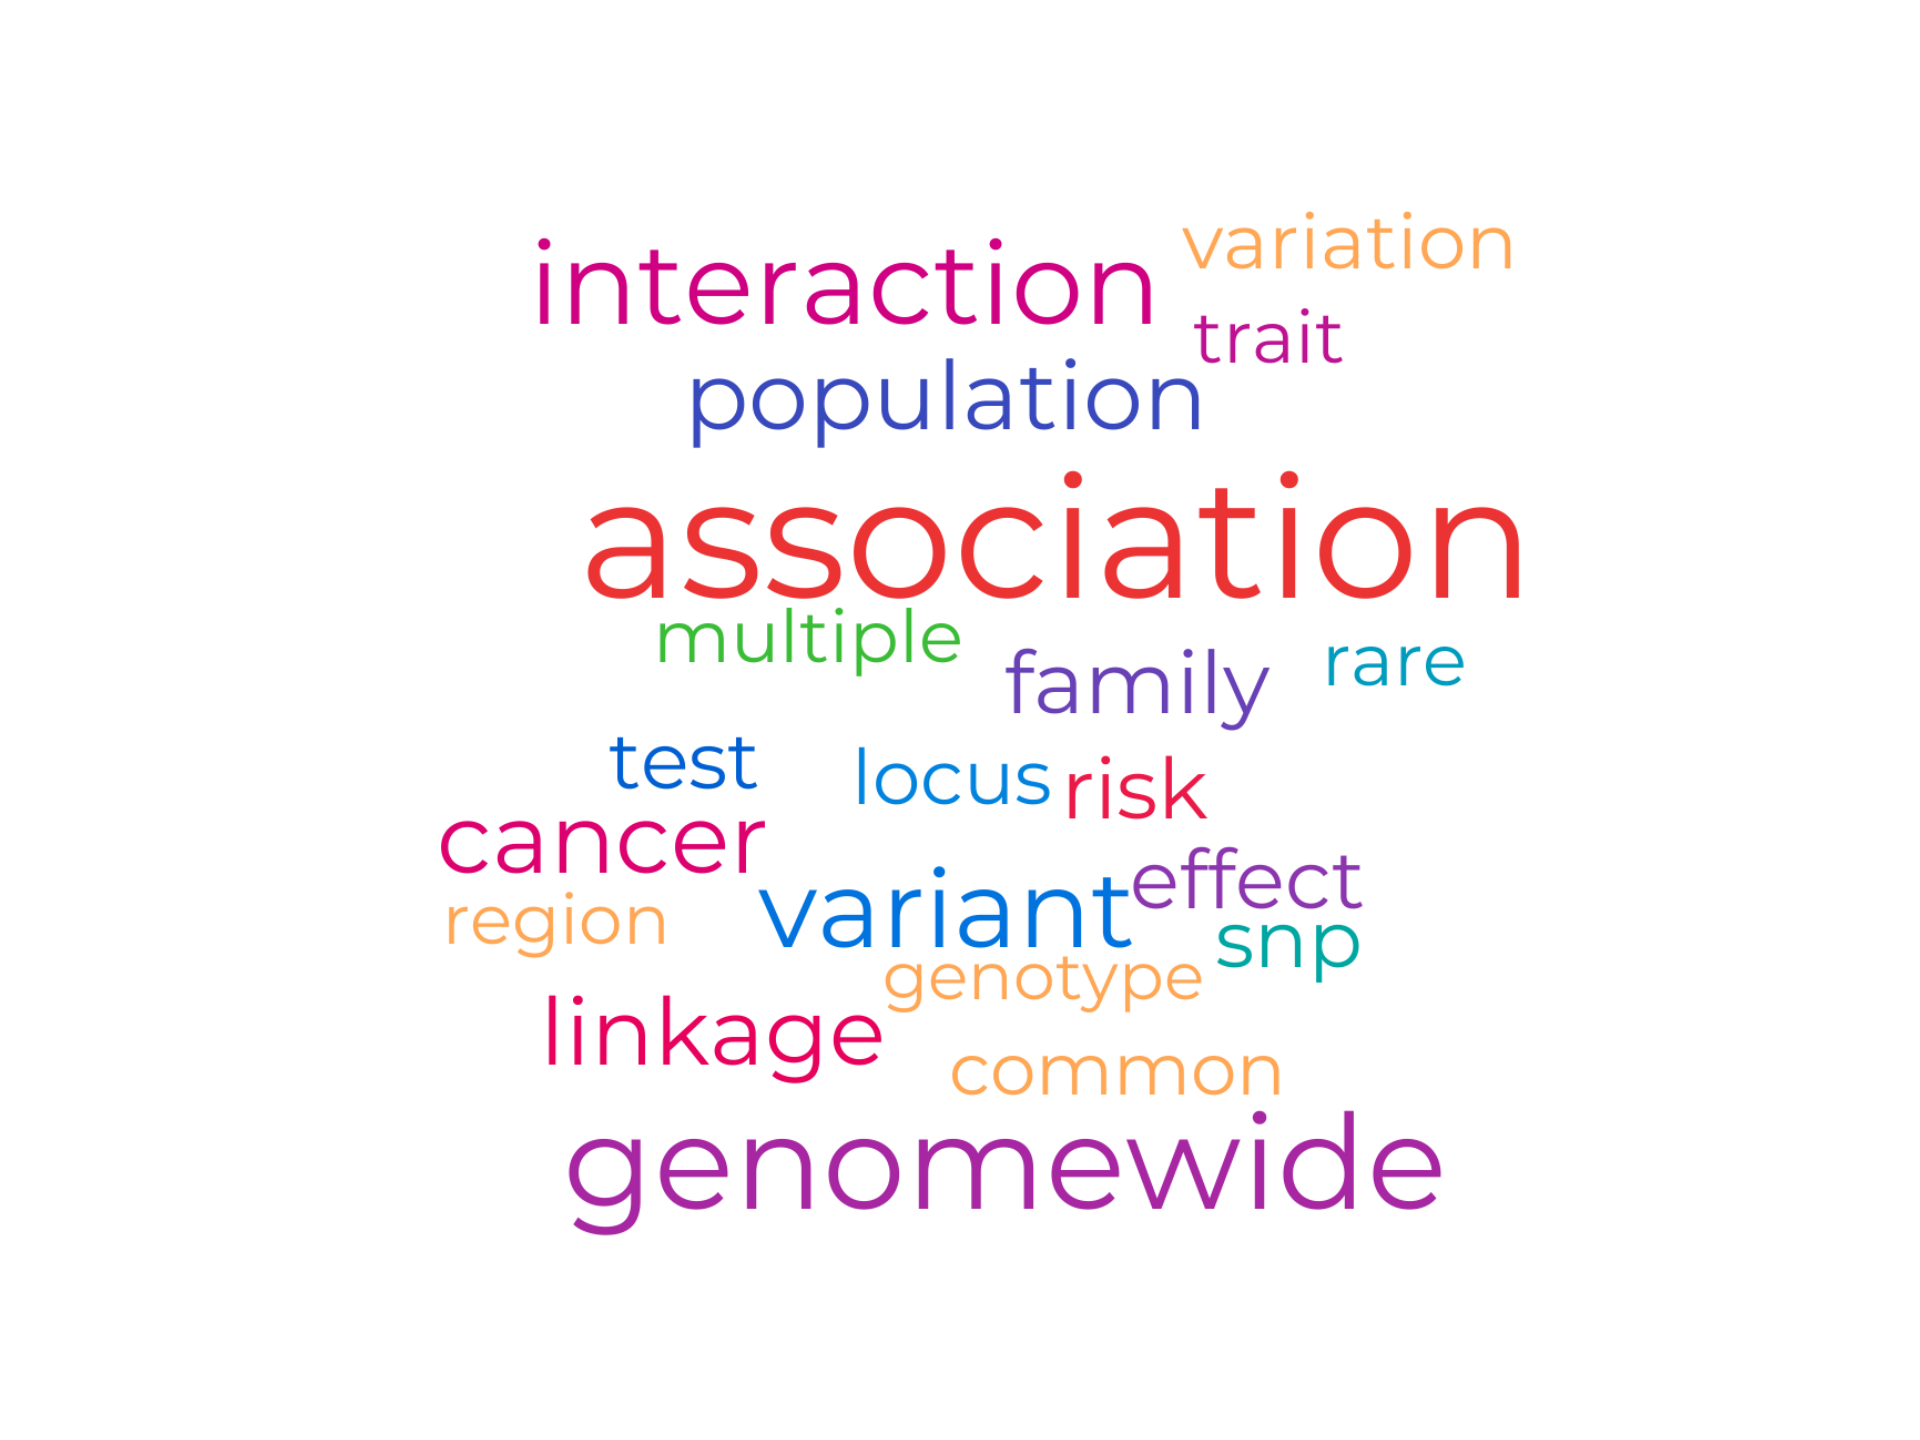 interaction variation
trait
population
association
multiple
family rare
test locus risk
cancer
variant effect
region snp
genotype
linkage
common
genomewide